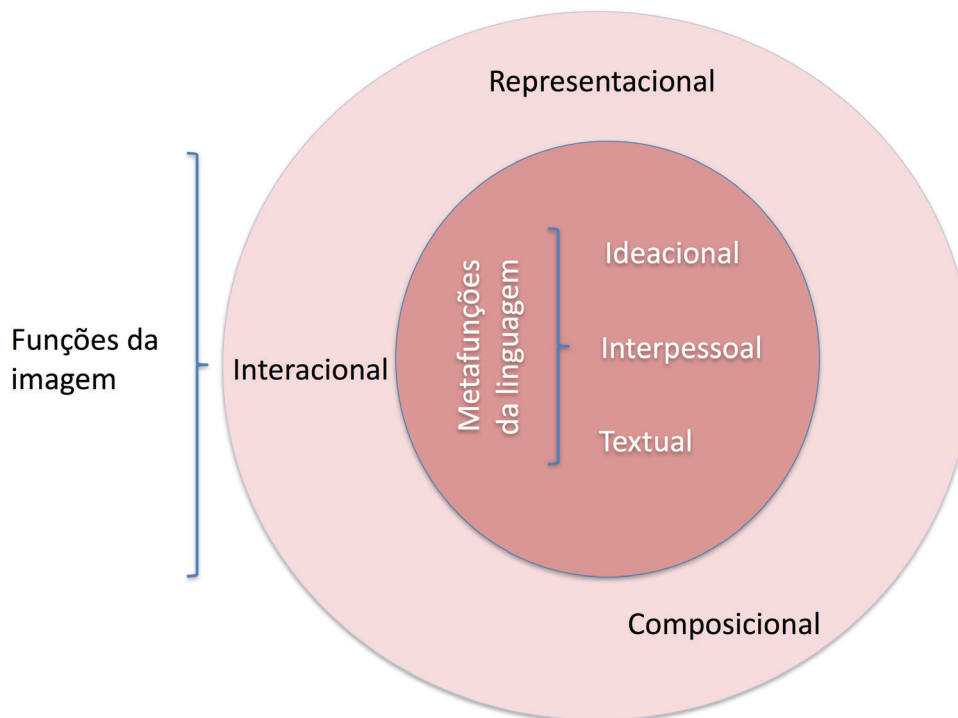 Representacional
Funções da
imagem
Interacional
Metafunções
da linguagem
Ideacional
Interpessoal
Textual
Composicional